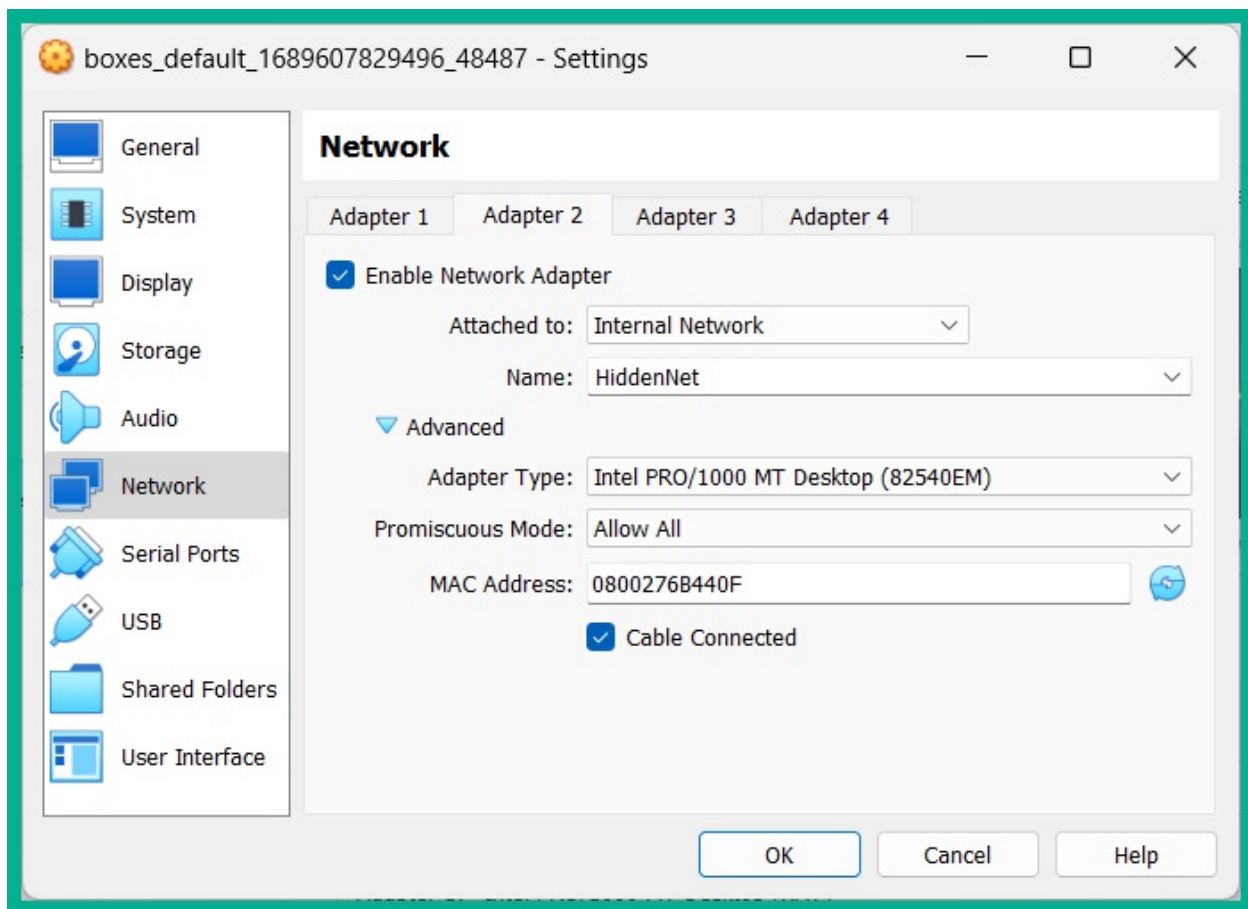 boxes_default_1689607829496_48487 - Settings
General
System
Display
Storage
Audio
Network
Serial Ports
USB
Shared Folders
User Interface
Network
Adapter 1
Adapter 2
Adapter 3
Adapter 4
Enable Network Adapter
Attached to: Internal Network
Name: HiddenNet
Advanced
Adapter Type: Intel PRO/1000 MT Desktop (82540EM)
Promiscuous Mode: Allow All
MAC Address: 0800276B440F
Cable Connected
OK
Cancel
Help